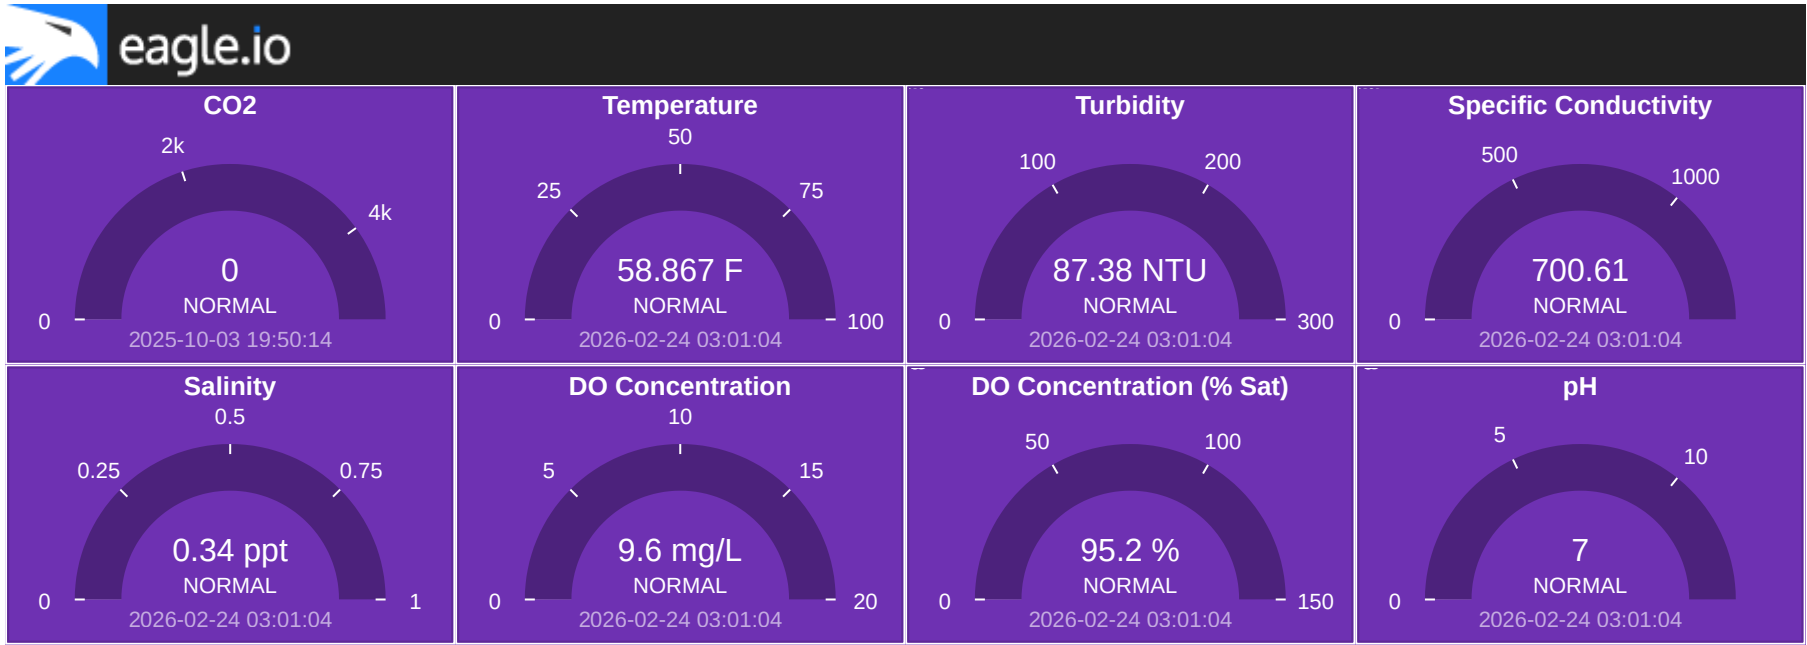 eagle.io
CO2
2k
4k
0
0
NORMAL
2025-10-03 19:50:14
Temperature
50
25
75
58.867 F
NORMAL
0
100
2026-02-24 03:01:04
Turbidity
100
200
87.38 NTU
NORMAL
0
300
2026-02-24 03:01:04
Specific Conductivity
500
1000
700.61
NORMAL
0
2026-02-24 03:01:04
Salinity
0.5
0.25
0.75
0.34 ppt
NORMAL
0
1
2026-02-24 03:01:04
DO Concentration
10
5
15
9.6 mg/L
NORMAL
0
20
2026-02-24 03:01:04
DO Concentration (% Sat)
50
100
95.2 %
NORMAL
0
150
2026-02-24 03:01:04
pH
5
10
7
NORMAL
0
2026-02-24 03:01:04